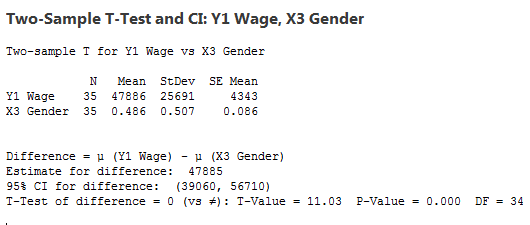 Two-Sample T-Test and CI: Y1 Wage, X3 Gender
Two-sample T for Y1 Wage vs X3 Gender
N Mean StDev SE Mean
Y1 Wage 35 47886 25691 4343
X3 Gender 35 0.486 0.507 0.086
Difference = μ (Y1 Wage) - μ (X3 Gender)
Estimate for difference: 47885
95% CI for difference: (39060, 56710)
T-Test of difference = 0 (vs ≠): T-Value = 11.03 P-Value = 0.000 DF = 34